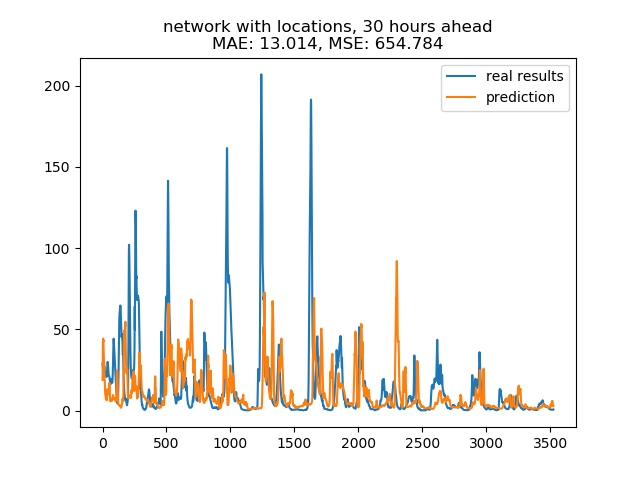 network with locations, 30 hours ahead
MAE: 13.014, MSE: 654.784
real results
prediction
200
150
100
50
0
0 500 1000 1500 2000 2500 3000 3500